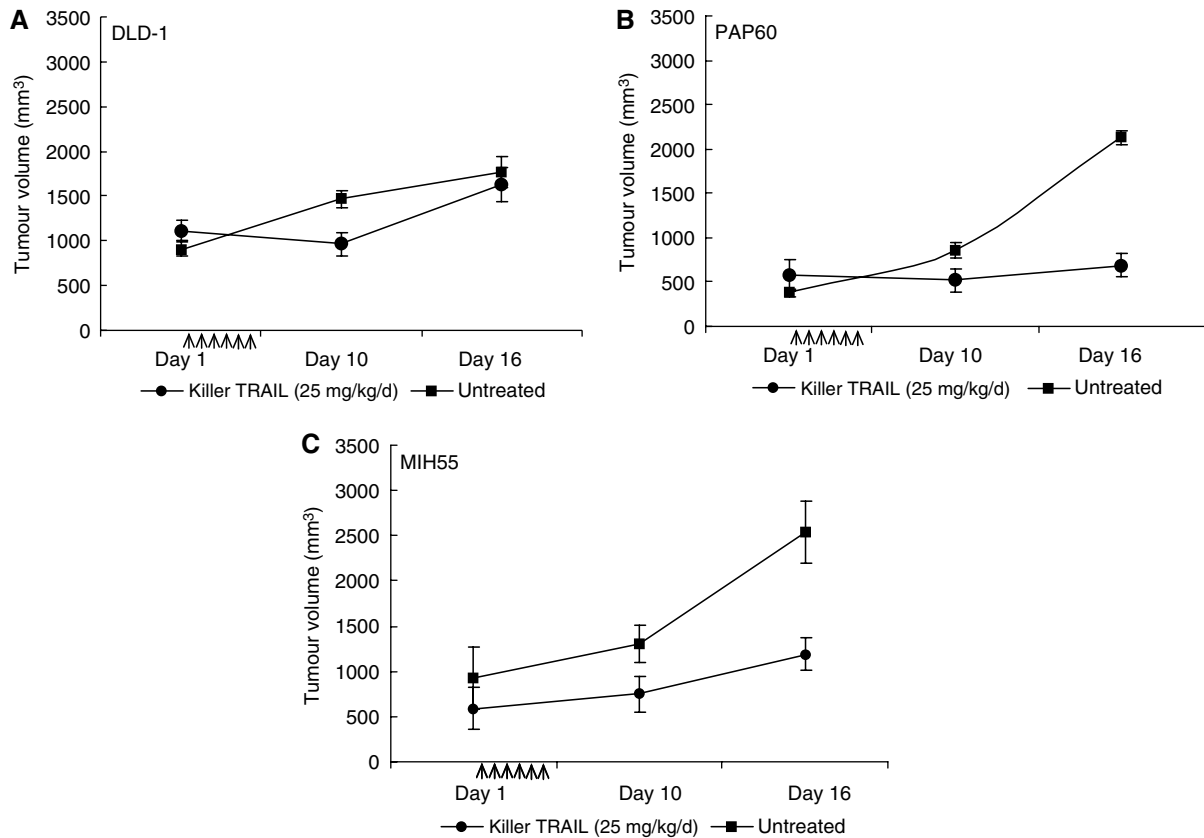 A
DLD-1
Tumour volume (mm³)
3500
3000
2500
2000
1500
1000
500
0
Day 1 Day 10 Day 16
Killer TRAIL (25 mg/kg/d) Untreated
B
PAP60
Tumour volume (mm³)
3500
3000
2500
2000
1500
1000
500
0
Day 1 Day 10 Day 16
Killer TRAIL (25 mg/kg/d) Untreated
C
MIH55
Tumour volume (mm³)
3500
3000
2500
2000
1500
1000
500
0
Day 1 Day 10 Day 16
Killer TRAIL (25 mg/kg/d) Untreated